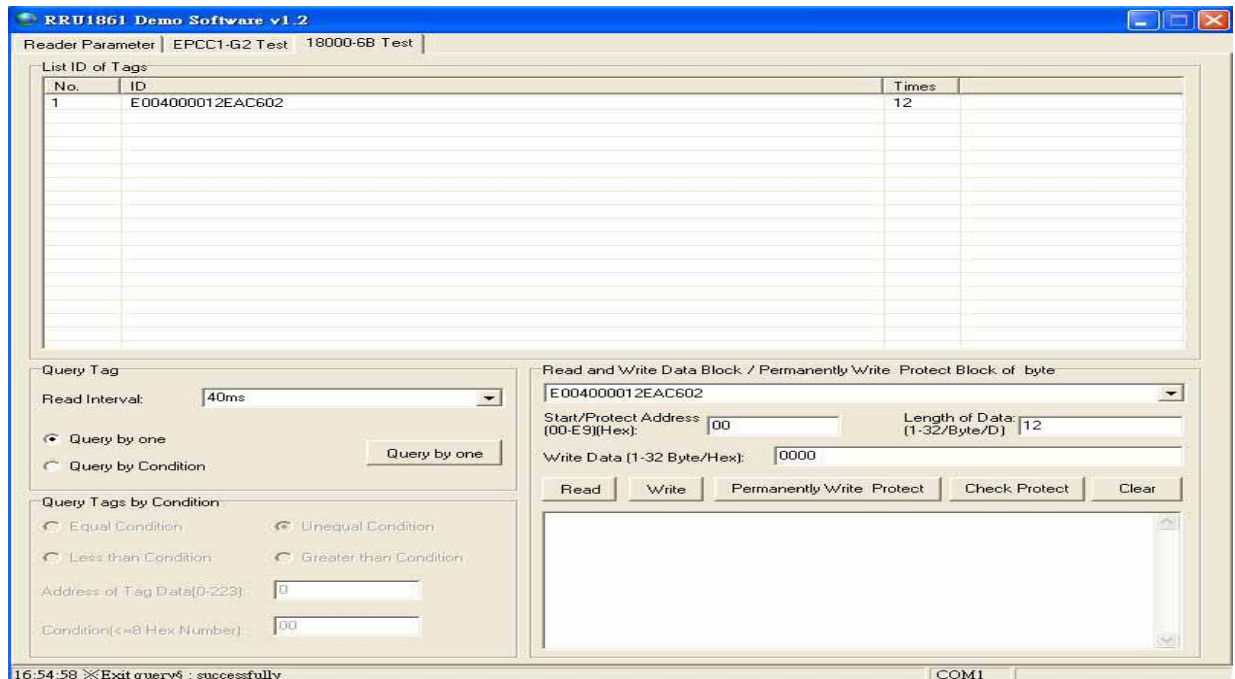 RRU1861 Demo Software v1.2
Reader Parameter EPCC1-G2 Test 18000-6B Test
List ID of Tags
No. ID Times
1 E004000012EAC602 12
Query Tag
Read Interval: 40ms
Query by one
Query by one
Query by Condition
Query Tags by Condition
Equal Condition Unequal Condition
Less than Condition Greater than Condition
Address of Tag Data(0-223): 0
Condition(<=8 Hex Number): 00
Read and Write Data Block / Permanently Write Protect Block of byte
E004000012EAC602
Start/Protect Address Length of Data:
(00-E9)(Hex): 00 (1-32/Byte/D) 12
Write Data (1-32 Byte/Hex): 0000
Read Write Permanently Write Protect Check Protect Clear
16:54:58 ※Exit query§ : successfully COM1